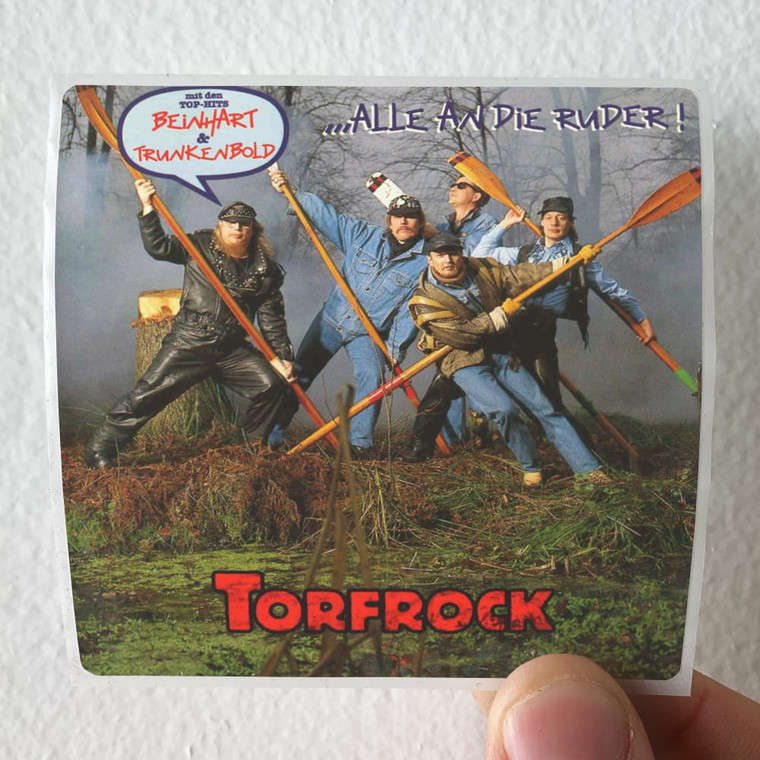 mit den
TOP-HITS
BEINHART
&
TRUNKENBOLD
...ALLE AN DIE RUDER!
TORFROCK